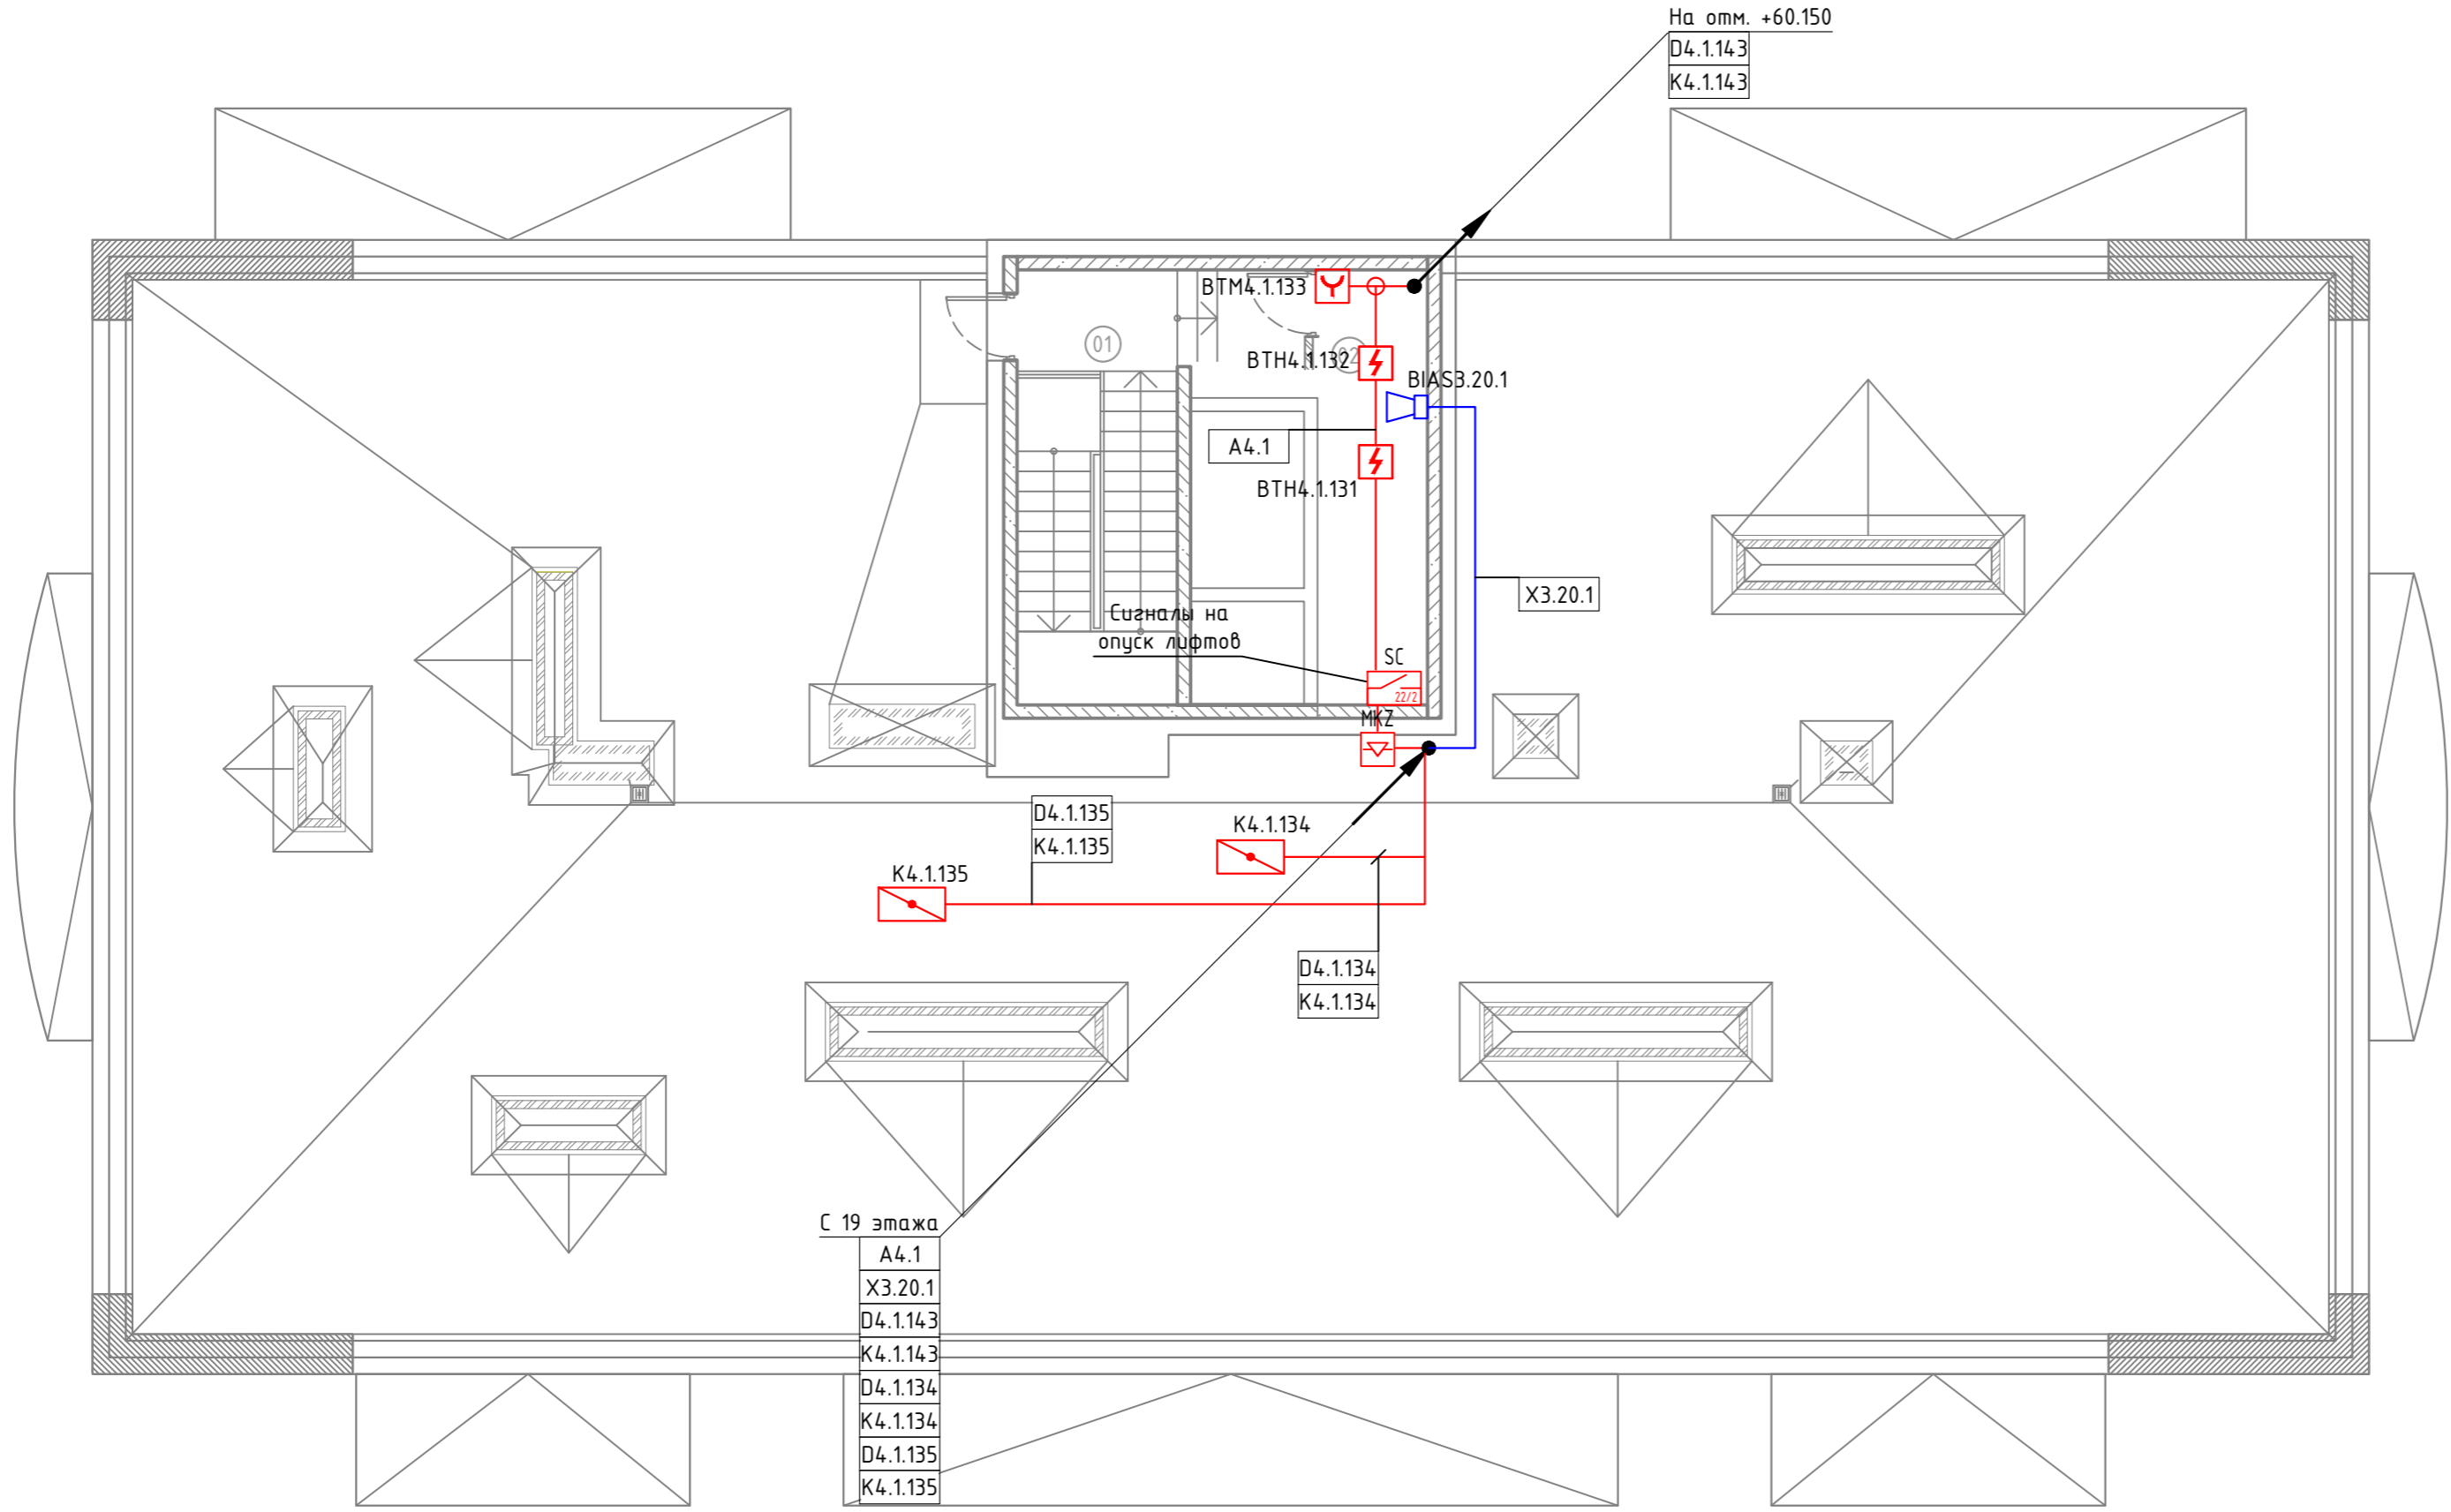 На отм. +60.150
D4.1.143
K4.1.143
BTM4.1.133
01
02
BTH4.1.132
BIAS3.20.1
A4.1
BTH4.1.131
X3.20.1
Сигналы на
опуск лифтов
SC
22/2
MKZ
D4.1.135
K4.1.135
K4.1.134
K4.1.135
D4.1.134
K4.1.134
С 19 этажа
A4.1
X3.20.1
D4.1.143
K4.1.143
D4.1.134
K4.1.134
D4.1.135
K4.1.135